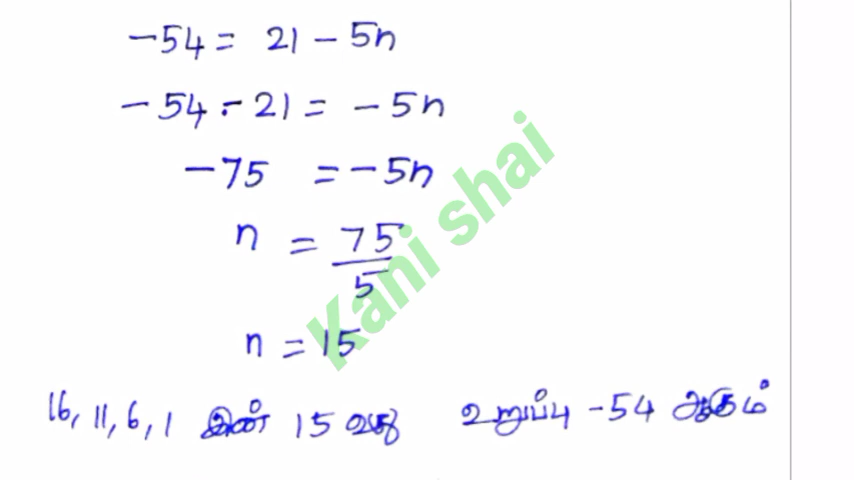 -54 = 21 - 5n
-54 - 21 = -5n
-75 = -5n
n = 75/5
n = 15
16, 11, 6, 1 இன் 15 வது உறுப்பு -54 ஆகும்
Kani shai